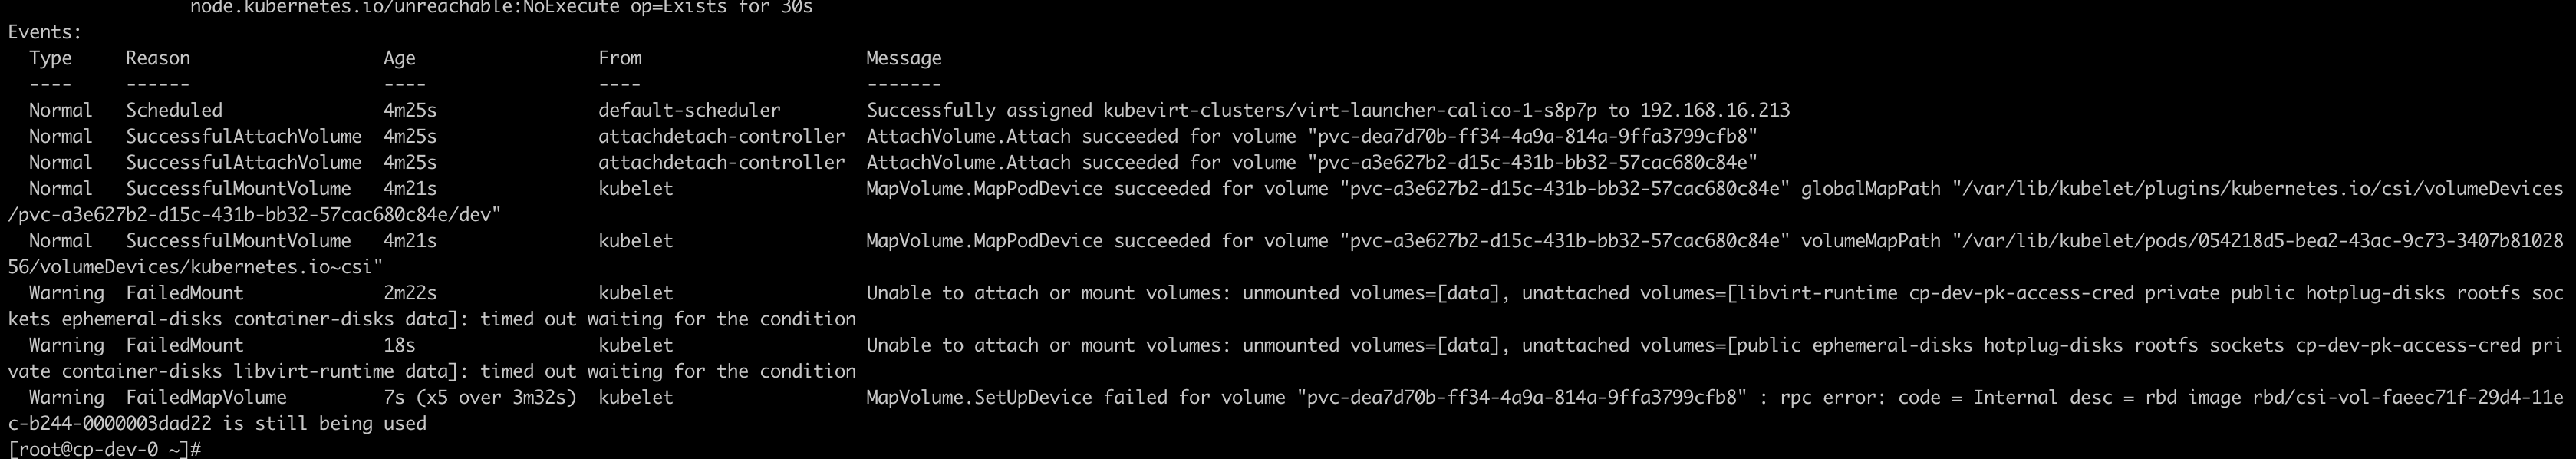 node.kubernetes.io/unreachable:NoExecute op=Exists for 30s
Events:
Type Reason Age From Message
---- ------ ---- ---- -------
Normal Scheduled 4m25s default-scheduler Successfully assigned kubevirt-clusters/virt-launcher-calico-1-s8p7p to 192.168.16.213
Normal SuccessfulAttachVolume 4m25s attachdetach-controller AttachVolume.Attach succeeded for volume "pvc-dea7d70b-ff34-4a9a-814a-9ffa3799cfb8"
Normal SuccessfulAttachVolume 4m25s attachdetach-controller AttachVolume.Attach succeeded for volume "pvc-a3e627b2-d15c-431b-bb32-57cac680c84e"
Normal SuccessfulMountVolume 4m21s kubelet MapVolume.MapPodDevice succeeded for volume "pvc-a3e627b2-d15c-431b-bb32-57cac680c84e" globalMapPath "/var/lib/kubelet/plugins/kubernetes.io/csi/volumeDevices
/pvc-a3e627b2-d15c-431b-bb32-57cac680c84e/dev"
Normal SuccessfulMountVolume 4m21s kubelet MapVolume.MapPodDevice succeeded for volume "pvc-a3e627b2-d15c-431b-bb32-57cac680c84e" volumeMapPath "/var/lib/kubelet/pods/054218d5-bea2-43ac-9c73-3407b81028
56/volumeDevices/kubernetes.io~csi"
Warning FailedMount 2m22s kubelet Unable to attach or mount volumes: unmounted volumes=[data], unattached volumes=[libvirt-runtime cp-dev-pk-access-cred private public hotplug-disks rootfs soc
kets ephemeral-disks container-disks data]: timed out waiting for the condition
Warning FailedMount 18s kubelet Unable to attach or mount volumes: unmounted volumes=[data], unattached volumes=[public ephemeral-disks hotplug-disks rootfs sockets cp-dev-pk-access-cred pri
vate container-disks libvirt-runtime data]: timed out waiting for the condition
Warning FailedMapVolume 7s (x5 over 3m32s) kubelet MapVolume.SetUpDevice failed for volume "pvc-dea7d70b-ff34-4a9a-814a-9ffa3799cfb8" : rpc error: code = Internal desc = rbd image rbd/csi-vol-faeec71f-29d4-11e
c-b244-0000003dad22 is still being used
[root@cp-dev-0 ~]#